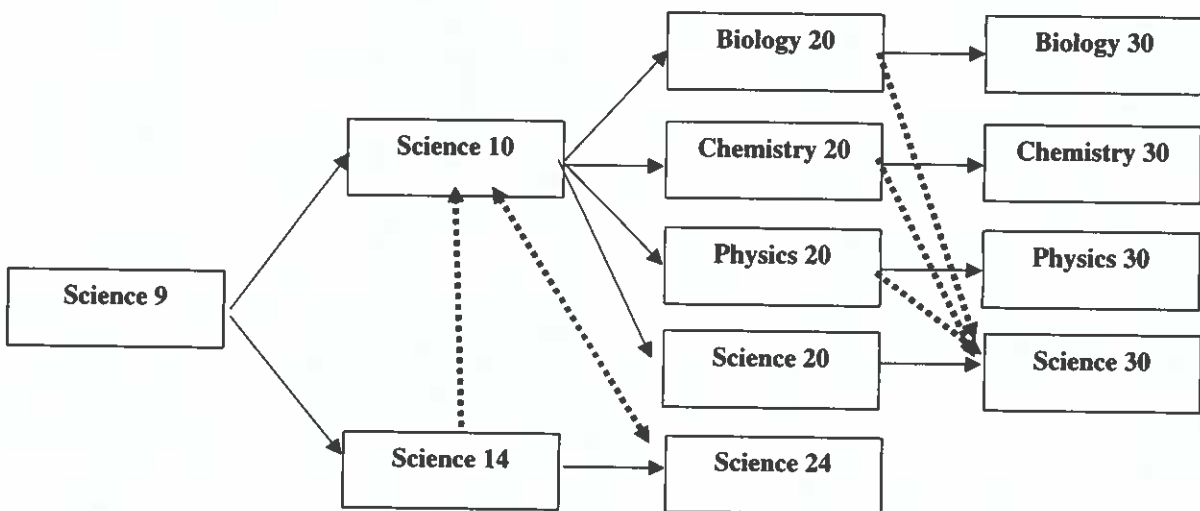 Biology 20
Biology 30
Science 10
Chemistry 20
Chemistry 30
Physics 20
Physics 30
Science 9
Science 20
Science 30
Science 14
Science 24